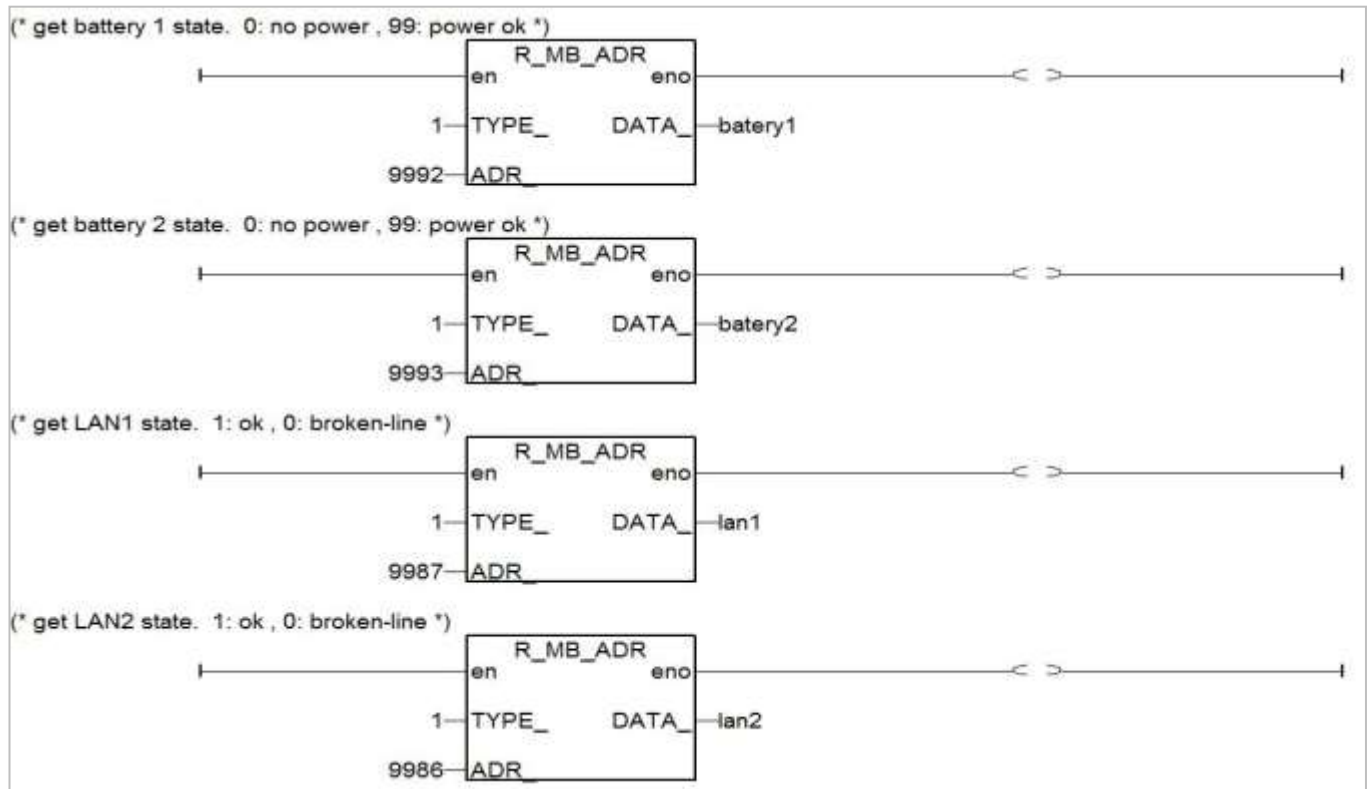 (* get battery 1 state.  0: no power , 99: power ok *)
R_MB_ADR
en eno
1 TYPE_ DATA_ batery1
9992 ADR_
(* get battery 2 state.  0: no power , 99: power ok *)
R_MB_ADR
en eno
1 TYPE_ DATA_ batery2
9993 ADR_
(* get LAN1 state.  1: ok , 0: broken-line *)
R_MB_ADR
en eno
1 TYPE_ DATA_ lan1
9987 ADR_
(* get LAN2 state.  1: ok , 0: broken-line *)
R_MB_ADR
en eno
1 TYPE_ DATA_ lan2
9986 ADR_